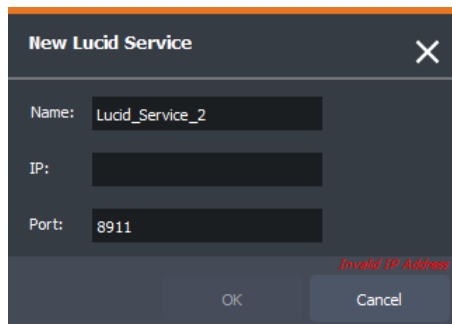 New Lucid Service
Name: Lucid_Service_2
IP:
Port: 8911
Invalid IP Address
OK Cancel